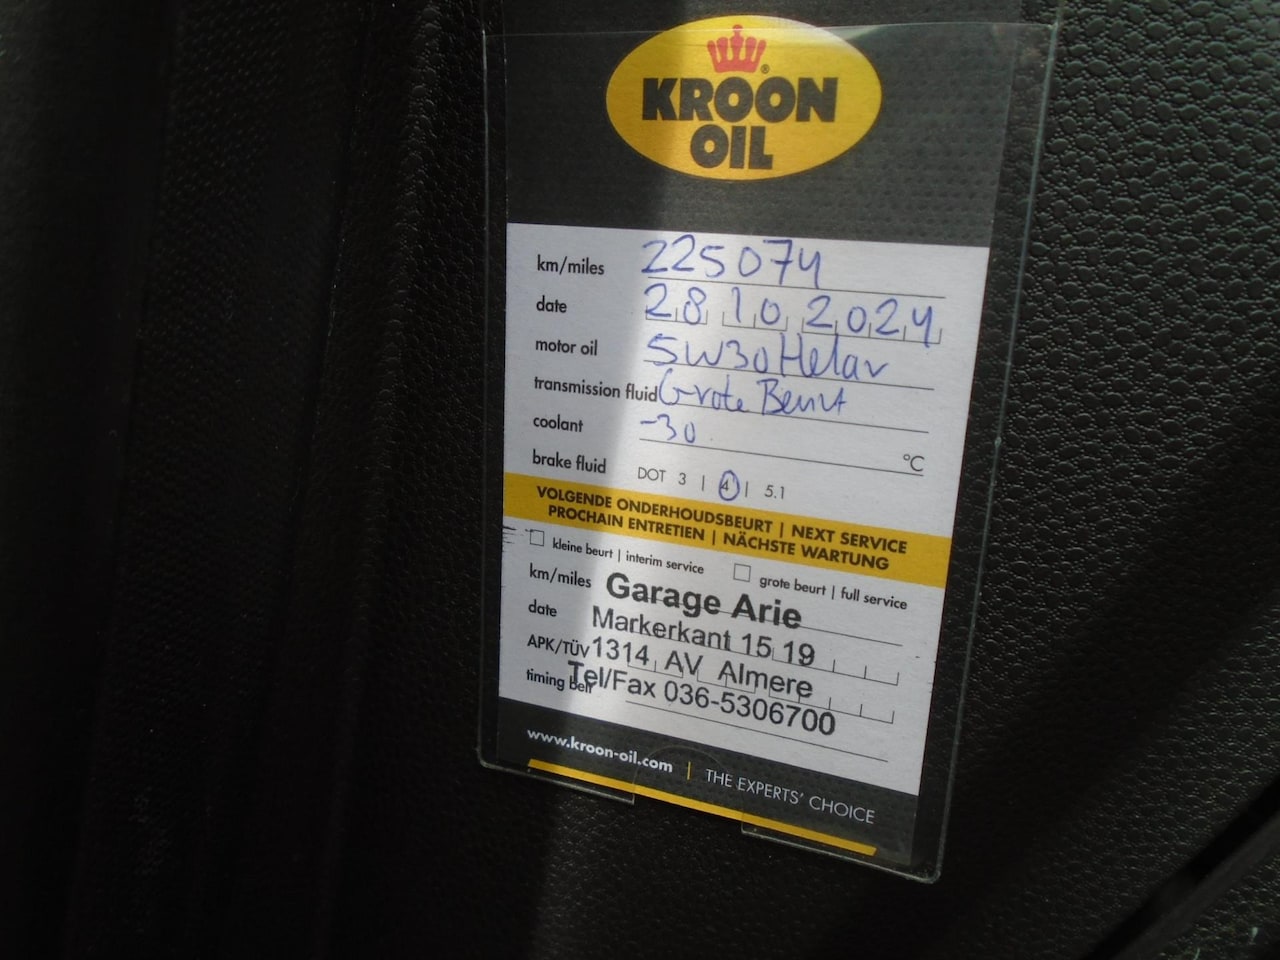 KROON
OIL
®
km/miles 225074
date 28 10 2024
motor oil 5W30 Helar
transmission fluid Grote Beurt
coolant -30 °C
brake fluid DOT 3 | 4 | 5.1
VOLGENDE ONDERHOUDSBEURT | NEXT SERVICE
PROCHAIN ENTRETIEN | NÄCHSTE WARTUNG
kleine beurt | interim service grote beurt | full service
km/miles Garage Arie
date Markerkant 15 19
APK/TÜV 1314 AV Almere
timing belt Tel/Fax 036-5306700
www.kroon-oil.com | THE EXPERTS' CHOICE